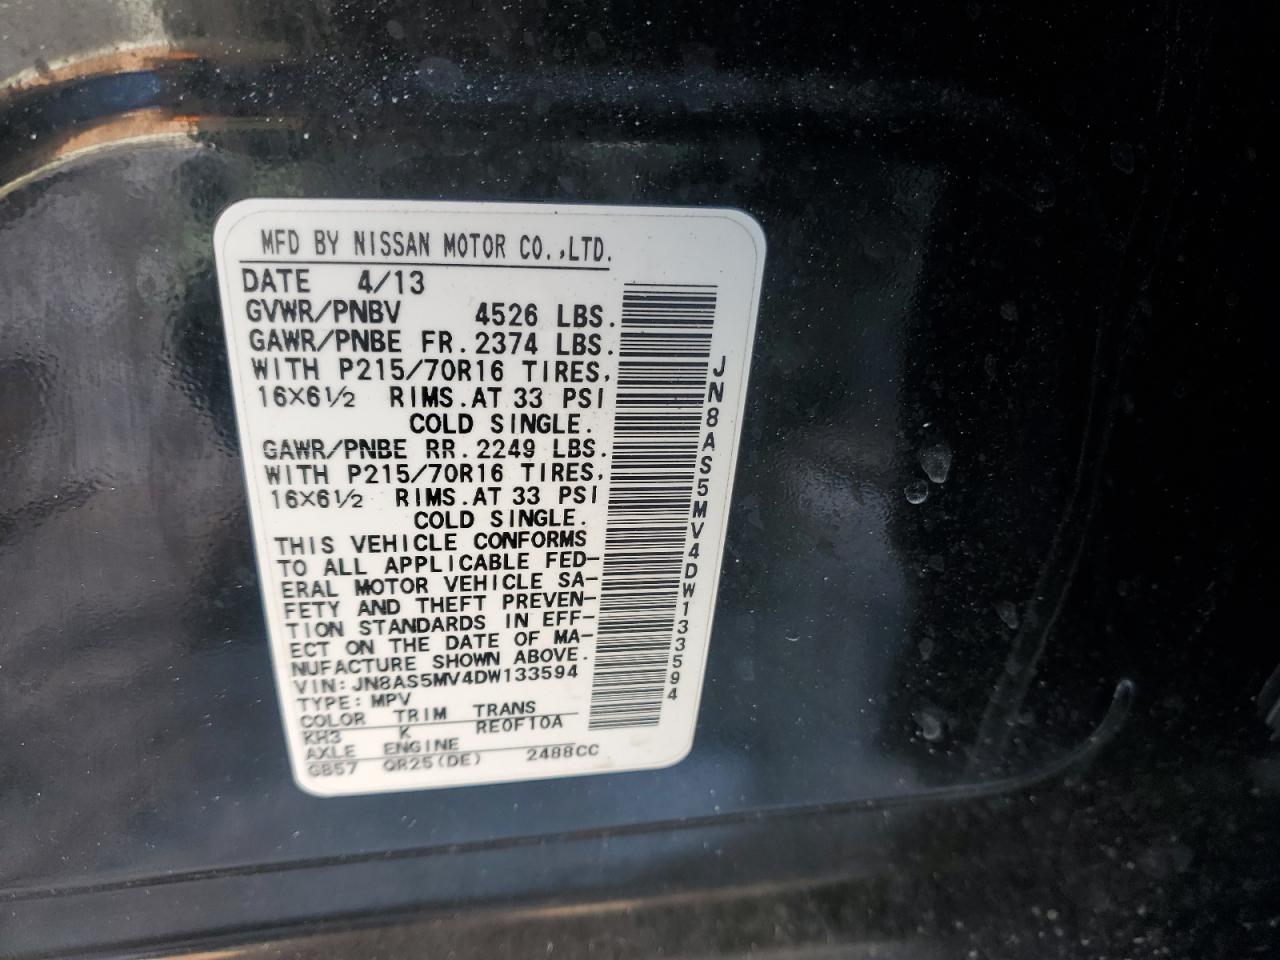 MFD BY NISSAN MOTOR CO.,LTD.
DATE 4/13
GVWR/PNBV 4526 LBS.
GAWR/PNBE FR. 2374 LBS.
WITH P215/70R16 TIRES,
16X6½ RIMS.AT 33 PSI
COLD SINGLE.
GAWR/PNBE RR. 2249 LBS.
WITH P215/70R16 TIRES,
16X6½ RIMS.AT 33 PSI
COLD SINGLE.
THIS VEHICLE CONFORMS
TO ALL APPLICABLE FED-
ERAL MOTOR VEHICLE SA-
FETY AND THEFT PREVEN-
TION STANDARDS IN EFF-
ECT ON THE DATE OF MA-
NUFACTURE SHOWN ABOVE.
VIN: JN8AS5MV4DW133594
TYPE: MPV
COLOR TRIM TRANS
KH3 K RE0F10A
AXLE ENGINE
GB57 QR25(DE) 2488CC
JN8AS5MV4DW133594